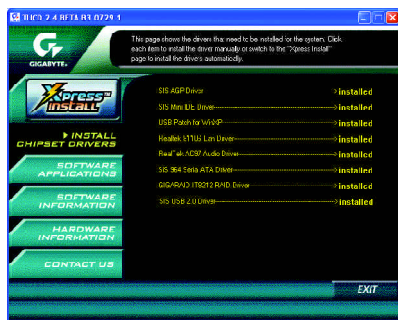 This page shows the drivers that need to be installed for the system. Click
each item to install the driver manually or switch to the "Xpress Install"
page to install the drivers automatically.
GIGABYTE
Xpress
INSTALL
INSTALL
CHIPSET DRIVERS
SOFTWARE
APPLICATIONS
SOFTWARE
INFORMATION
HARDWARE
INFORMATION
CONTACT US
SIS AGP Driver installed
SIS Mini IDE Driver installed
USB Patch for WinXP installed
Realtek Lan Driver installed
Realtek AC97 Audio Driver installed
SIS 964 Serial ATA Driver installed
GIGARAID IT8212 RAID Driver installed
SIS USB 2.0 Driver installed
EXIT